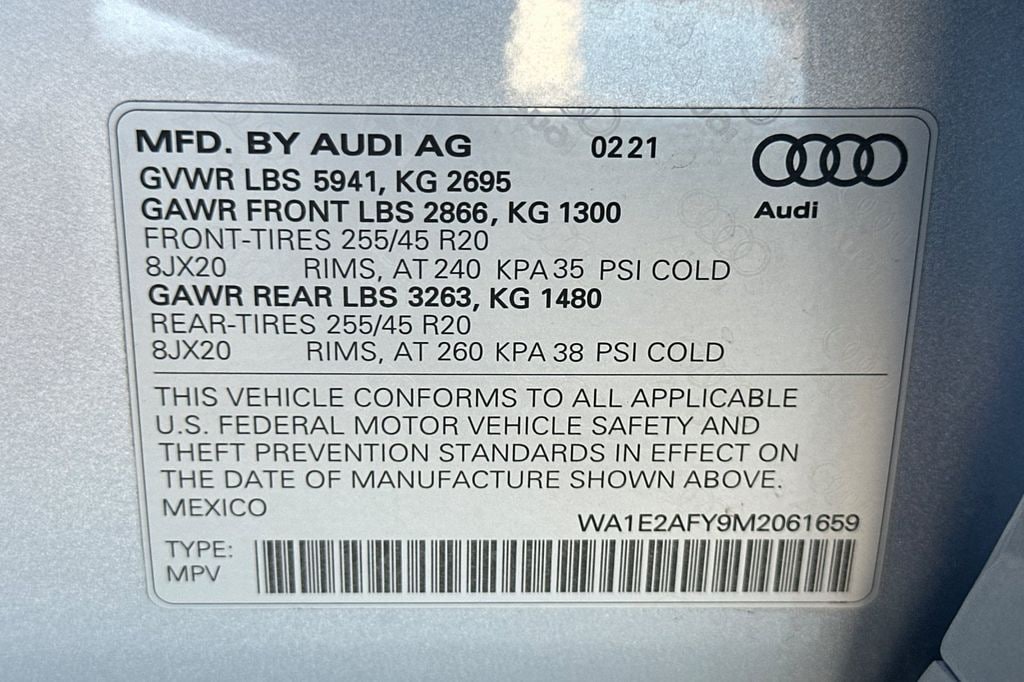 MFD. BY AUDI AG 0221
GVWR LBS 5941, KG 2695
GAWR FRONT LBS 2866, KG 1300
Audi
FRONT-TIRES 255/45 R20
8JX20 RIMS, AT 240 KPA 35 PSI COLD
GAWR REAR LBS 3263, KG 1480
REAR-TIRES 255/45 R20
8JX20 RIMS, AT 260 KPA 38 PSI COLD
THIS VEHICLE CONFORMS TO ALL APPLICABLE
U.S. FEDERAL MOTOR VEHICLE SAFETY AND
THEFT PREVENTION STANDARDS IN EFFECT ON
THE DATE OF MANUFACTURE SHOWN ABOVE.
MEXICO
WA1E2AFY9M2061659
TYPE:
MPV